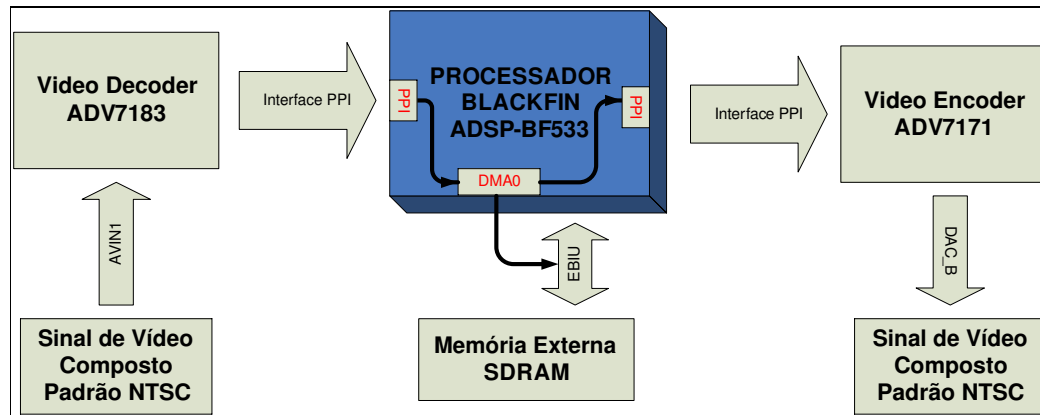 Video Decoder
ADV7183
Interface PPI
PROCESSADOR
BLACKFIN
ADSP-BF533
PPI
PPI
DMA0
Interface PPI
Video Encoder
ADV7171
AVIN1
EBIU
DAC_B
Sinal de Vídeo
Composto
Padrão NTSC
Memória Externa
SDRAM
Sinal de Vídeo
Composto
Padrão NTSC